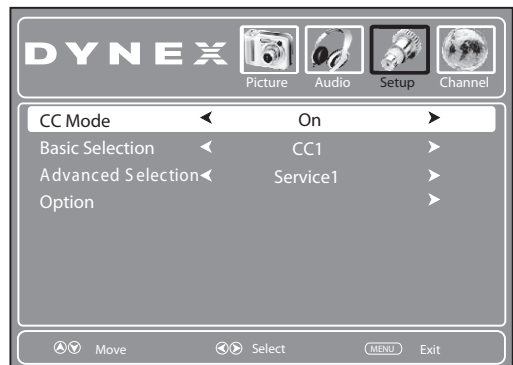 DYNEX
Picture Audio Setup Channel
CC Mode On
Basic Selection CC1
Advanced Selection Service1
Option
Move Select MENU Exit